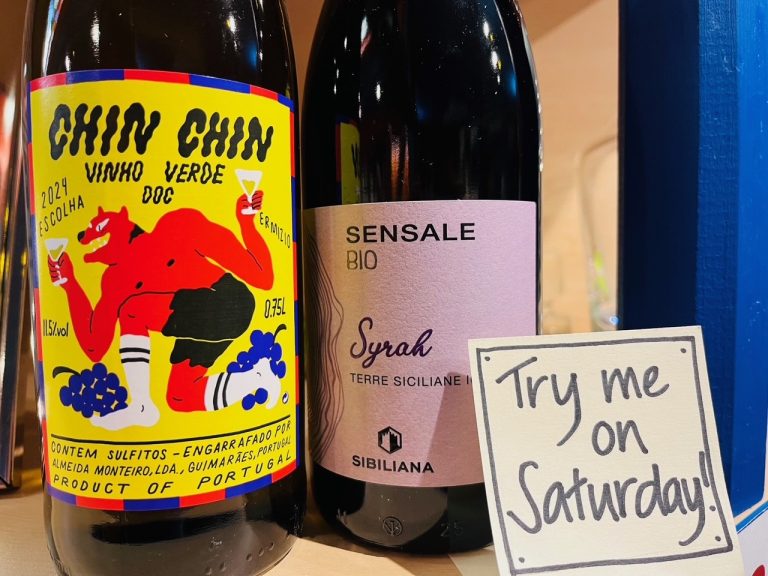 CHIN CHIN
VINHO VERDE
DOC
2024
ESCOLHA
ERMIZIO
11.5%vol
0.75L
CONTEM SULFITOS - ENGARRAFADO POR
ALMEIDA MONTEIRO, LDA., GUIMARÃES, PORTUGAL
PRODUCT OF PORTUGAL
SENSALE
BIO
Syrah
TERRE SICILIANE
SIBILIANA
Try me
on
Saturday!